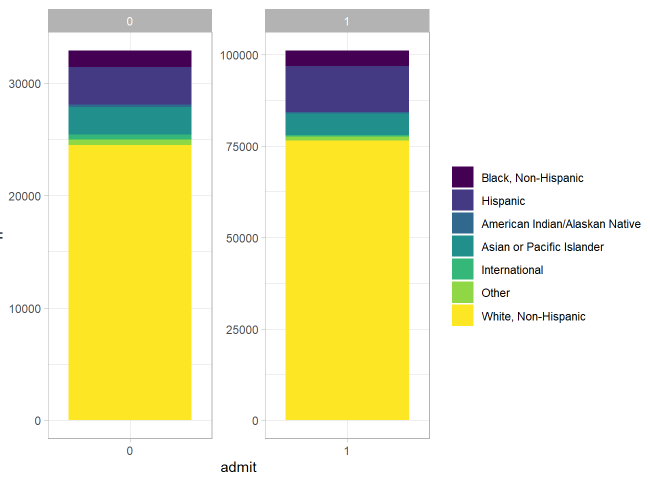 0
1
30000
20000
10000
0
100000
75000
50000
25000
0
0
1
admit
Black, Non-Hispanic
Hispanic
American Indian/Alaskan Native
Asian or Pacific Islander
International
Other
White, Non-Hispanic